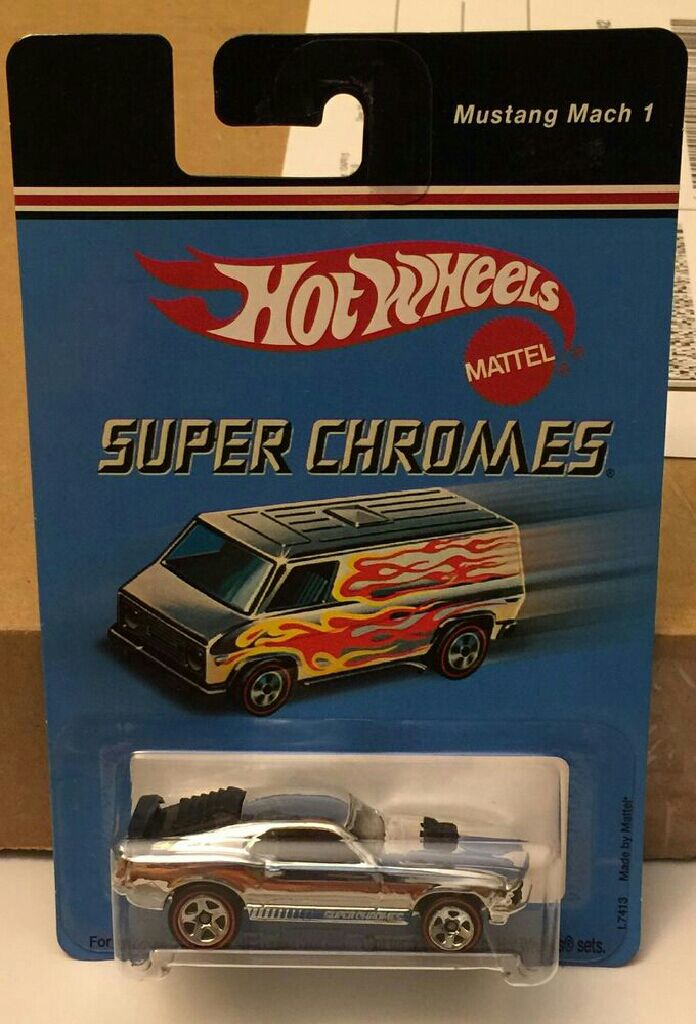 Mustang Mach 1
Hot Wheels
MATTEL
SUPER CHROMES®
SUPER CHROMES
L7413 Made by Mattel®
For
® sets.